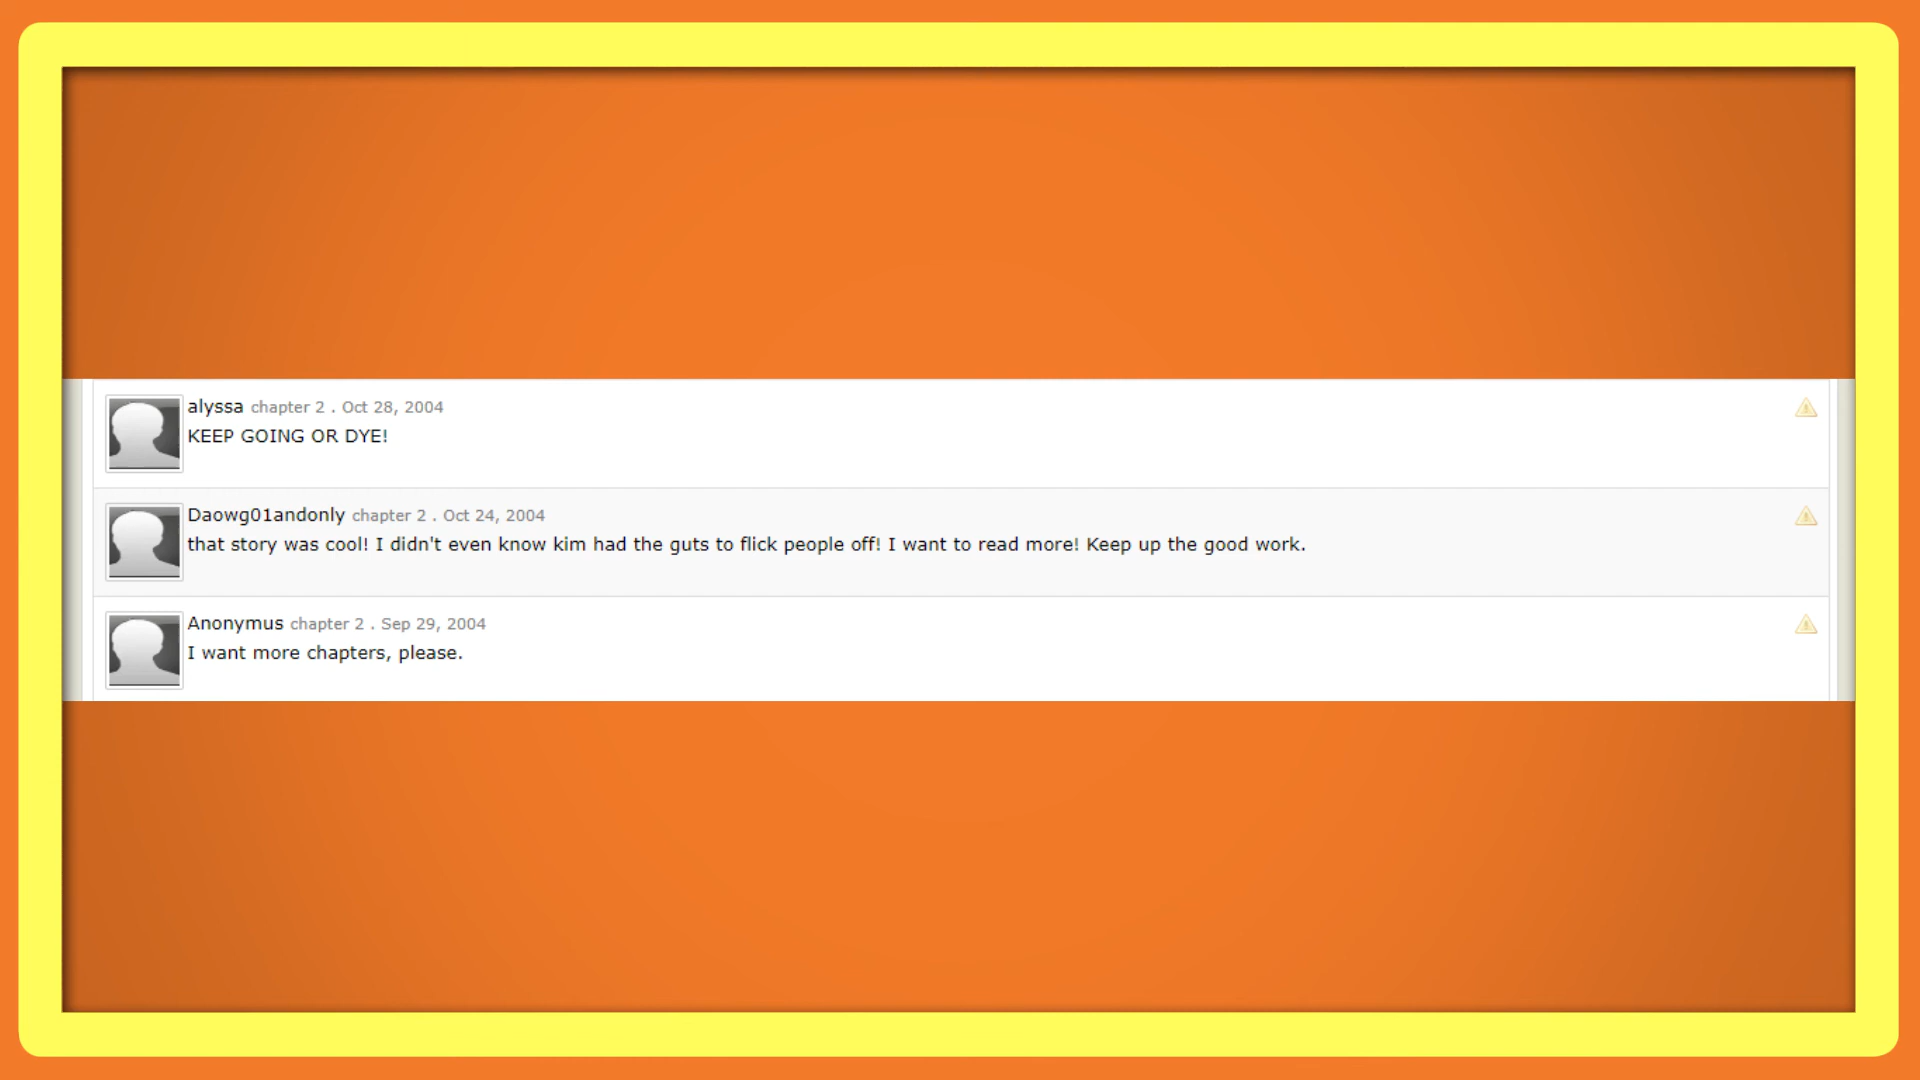 alyssa chapter 2 . Oct 28, 2004
KEEP GOING OR DYE!
Daowg01andonly chapter 2 . Oct 24, 2004
that story was cool! I didn't even know kim had the guts to flick people off! I want to read more! Keep up the good work.
Anonymus chapter 2 . Sep 29, 2004
I want more chapters, please.